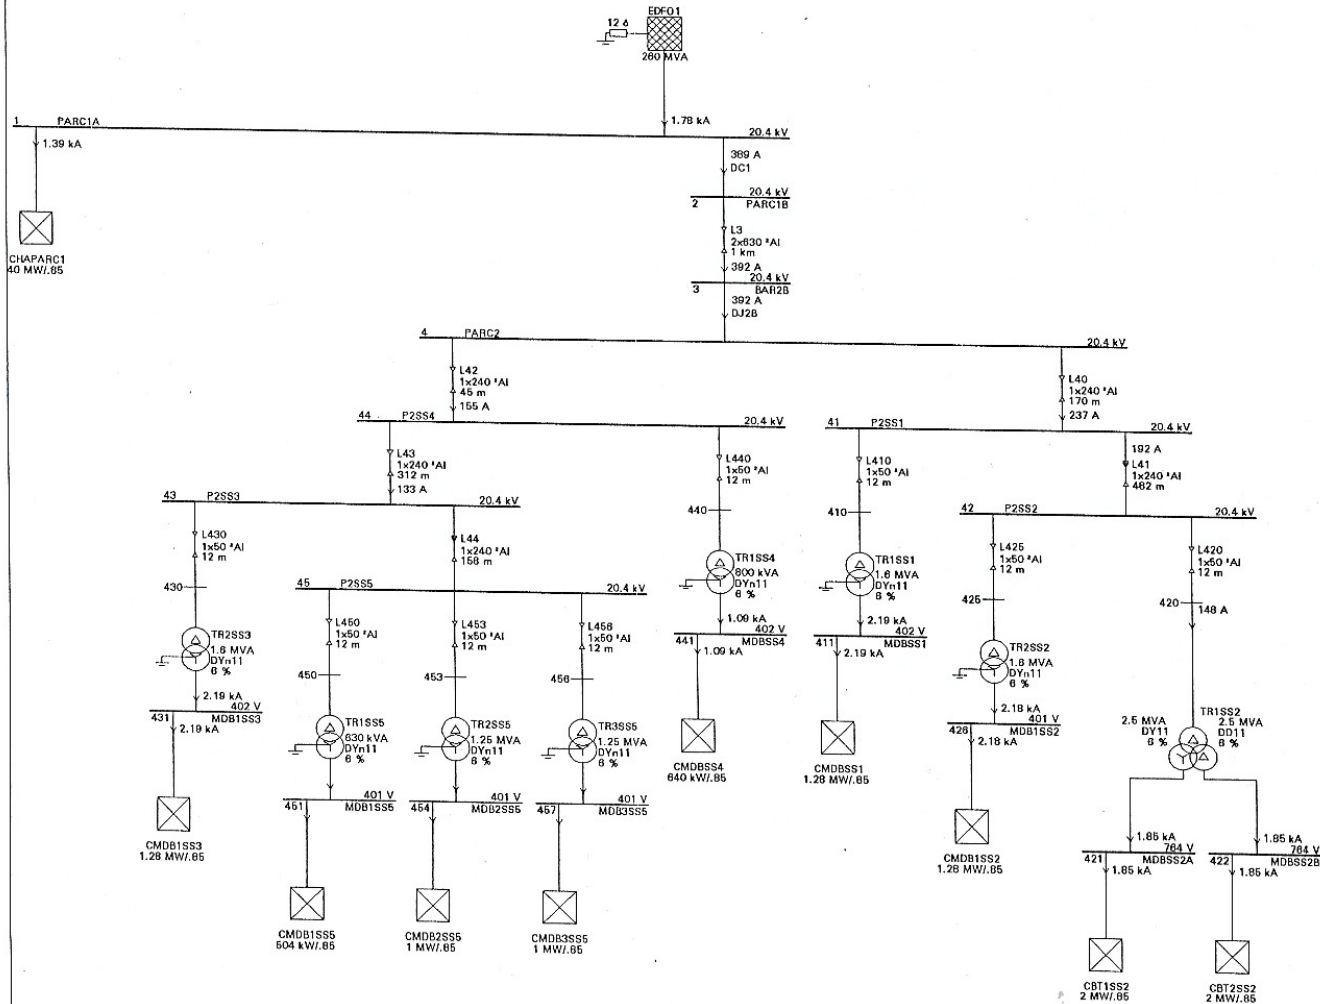 EDFO1
12 6
260 MVA
1.78 kA
1 PARC1A
20.4 kV
1.39 kA
389 A
DC1
20.4 kV
2 PARC1B
L3
2x630 ²Al
1 km
392 A
20.4 kV
3 BAR2B
392 A
DJ2B
CHAPARC1
40 MW/.85
4 PARC2
20.4 kV
L42
1x240 ²Al
45 m
155 A
L40
1x240 ²Al
170 m
237 A
44 P2SS4
20.4 kV
41 P2SS1
20.4 kV
L43
1x240 ²Al
312 m
133 A
L440
1x50 ²Al
12 m
L410
1x50 ²Al
12 m
192 A
L41
1x240 ²Al
482 m
43 P2SS3
20.4 kV
440
410
42 P2SS2
20.4 kV
L430
1x50 ²Al
12 m
L44
1x240 ²Al
158 m
L425
1x50 ²Al
12 m
L420
1x50 ²Al
12 m
430
45 P2SS5
20.4 kV
TR1SS4
800 kVA
DYn11
6 %
TR1SS1
1.6 MVA
DYn11
6 %
425
420
148 A
L450
1x50 ²Al
12 m
L453
1x50 ²Al
12 m
L456
1x50 ²Al
12 m
1.09 kA
402 V
441 MDBSS4
1.09 kA
2.19 kA
402 V
411 MDBSS1
2.19 kA
TR2SS3
1.6 MVA
DYn11
6 %
TR2SS2
1.6 MVA
DYn11
6 %
450
453
456
2.19 kA
402 V
431 MDB1SS3
2.19 kA
2.18 kA
401 V
426 MDB1SS2
2.18 kA
TR1SS5
630 kVA
DYn11
6 %
TR2SS5
1.25 MVA
DYn11
6 %
TR3SS5
1.25 MVA
DYn11
6 %
TR1SS2
2.5 MVA
DY11
6 %
2.5 MVA
DD11
6 %
CMDBSS4
640 kW/.85
CMDBSS1
1.28 MW/.85
401 V
451 MDB1SS5
401 V
454 MDB2SS5
401 V
457 MDB3SS5
CMDB1SS3
1.28 MW/.85
CMDB1SS2
1.28 MW/.85
1.85 kA
764 V
421 MDBSS2A
1.85 kA
1.85 kA
764 V
422 MDBSS2B
1.85 kA
CMDB1SS5
504 kW/.85
CMDB2SS5
1 MW/.85
CMDB3SS5
1 MW/.85
CBT1SS2
2 MW/.85
CBT2SS2
2 MW/.85